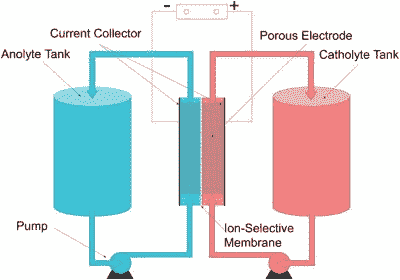 - +
Current Collector
Porous Electrode
Anolyte Tank
Catholyte Tank
Pump
Ion-Selective
Membrane